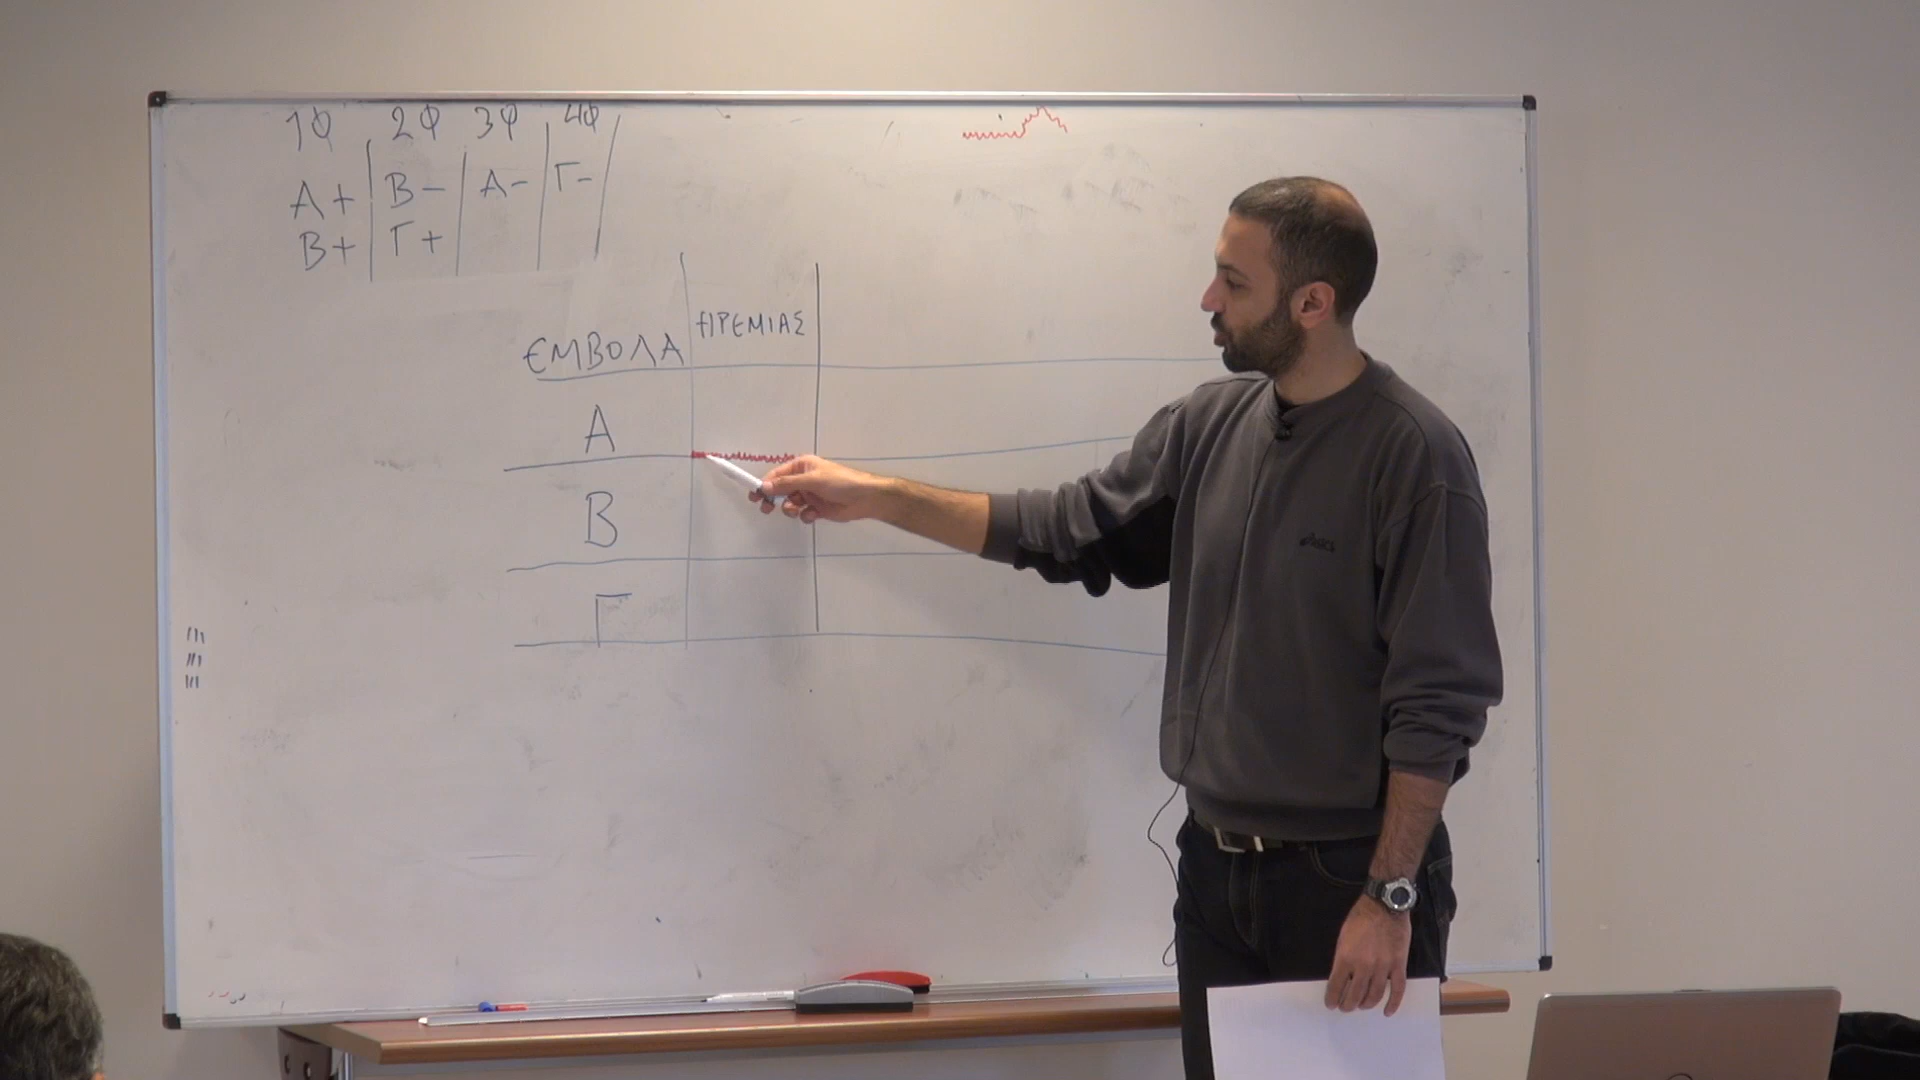 1Φ 2Φ 3Φ 4Φ
Α+ Β- Α- Γ-
Β+ Γ+
ΗΡΕΜΙΑΣ
ΕΜΒΟΛΑ
Α
Β
Γ